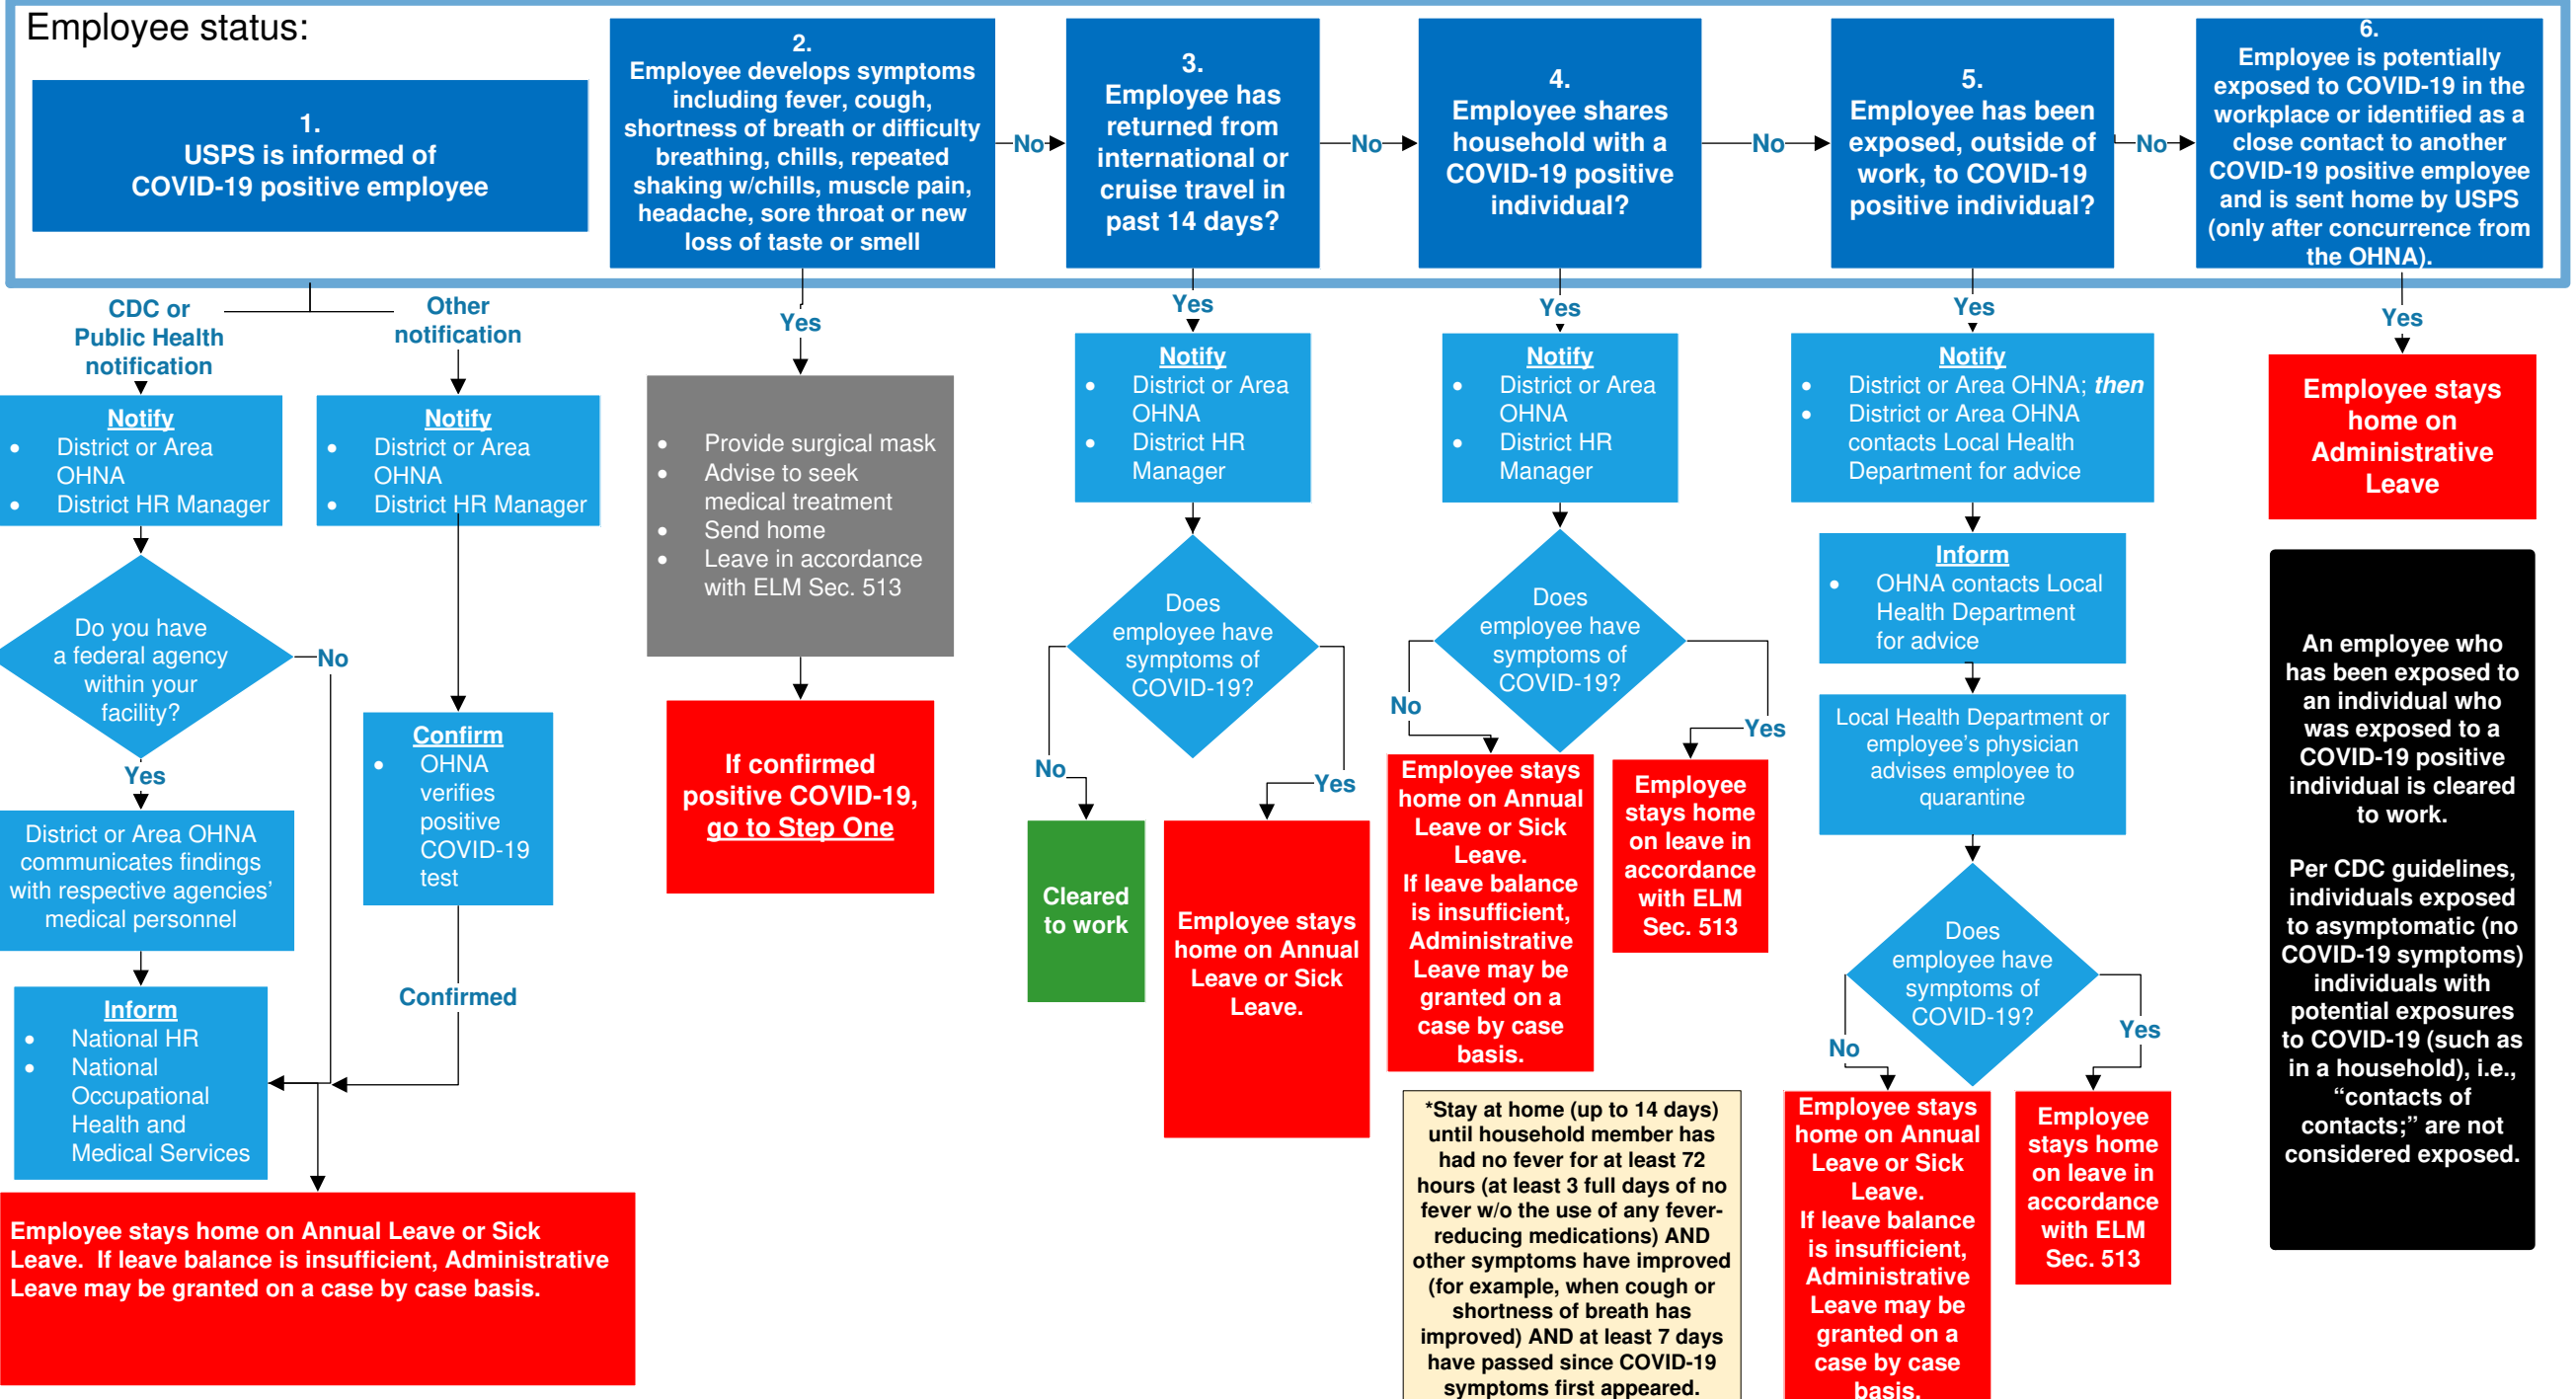 Employee status:
1.
USPS is informed of
COVID-19 positive employee
2.
Employee develops symptoms
including fever, cough,
shortness of breath or difficulty
breathing, chills, repeated
shaking w/chills, muscle pain,
headache, sore throat or new
loss of taste or smell
No
3.
Employee has
returned from
international or
cruise travel in
past 14 days?
No
4.
Employee shares
household with a
COVID-19 positive
individual?
No
5.
Employee has been
exposed, outside of
work, to COVID-19
positive individual?
No
6.
Employee is potentially
exposed to COVID-19 in the
workplace or identified as a
close contact to another
COVID-19 positive employee
and is sent home by USPS
(only after concurrence from
the OHNA).
CDC or
Public Health
notification
Notify
• District or Area
OHNA
• District HR Manager
Do you have
a federal agency
within your
facility?
No
Yes
District or Area OHNA
communicates findings
with respective agencies’
medical personnel
Inform
• National HR
• National
Occupational
Health and
Medical Services
Other
notification
Notify
• District or Area
OHNA
• District HR Manager
Confirm
• OHNA
verifies
positive
COVID-19
test
Confirmed
Employee stays home on Annual Leave or Sick
Leave. If leave balance is insufficient, Administrative
Leave may be granted on a case by case basis.
Yes
• Provide surgical mask
• Advise to seek
medical treatment
• Send home
• Leave in accordance
with ELM Sec. 513
If confirmed
positive COVID-19,
go to Step One
Yes
Notify
• District or Area
OHNA
• District HR
Manager
Does
employee have
symptoms of
COVID-19?
No
Yes
Cleared
to work
Employee stays
home on Annual
Leave or Sick
Leave.
Yes
Notify
• District or Area
OHNA
• District HR
Manager
Does
employee have
symptoms of
COVID-19?
No
Yes
Employee stays
home on Annual
Leave or Sick
Leave.
If leave balance
is insufficient,
Administrative
Leave may be
granted on a
case by case
basis.
Employee
stays home
on leave in
accordance
with ELM
Sec. 513
*Stay at home (up to 14 days)
until household member has
had no fever for at least 72
hours (at least 3 full days of no
fever w/o the use of any fever-
reducing medications) AND
other symptoms have improved
(for example, when cough or
shortness of breath has
improved) AND at least 7 days
have passed since COVID-19
symptoms first appeared.
Yes
Notify
• District or Area OHNA; then
• District or Area OHNA
contacts Local Health
Department for advice
Inform
• OHNA contacts Local
Health Department
for advice
Local Health Department or
employee’s physician
advises employee to
quarantine
Does
employee have
symptoms of
COVID-19?
No
Yes
Employee stays
home on Annual
Leave or Sick
Leave.
If leave balance
is insufficient,
Administrative
Leave may be
granted on a
case by case
basis.
Employee
stays home
on leave in
accordance
with ELM
Sec. 513
Yes
Employee stays
home on
Administrative
Leave
An employee who
has been exposed to
an individual who
was exposed to a
COVID-19 positive
individual is cleared
to work.
Per CDC guidelines,
individuals exposed
to asymptomatic (no
COVID-19 symptoms)
individuals with
potential exposures
to COVID-19 (such as
in a household), i.e.,
“contacts of
contacts;” are not
considered exposed.